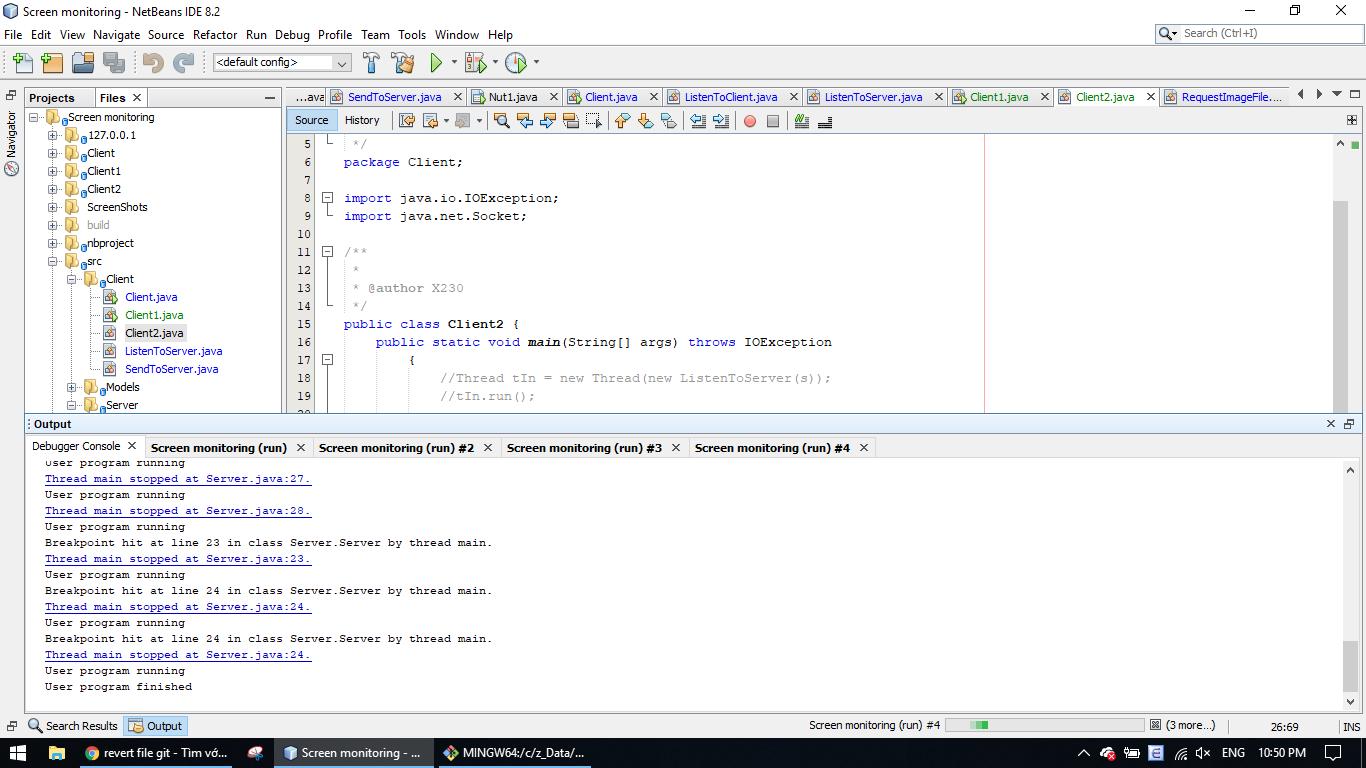 Screen monitoring - NetBeans IDE 8.2
File Edit View Navigate Source Refactor Run Debug Profile Team Tools Window Help
Search (Ctrl+I)
<default config>
Navigator
Projects Files
Screen monitoring
127.0.0.1
Client
Client1
Client2
ScreenShots
build
nbproject
src
Client
Client.java
Client1.java
Client2.java
ListenToServer.java
SendToServer.java
Models
Server
...ava SendToServer.java Nut1.java Client.java ListenToClient.java ListenToServer.java Client1.java Client2.java RequestImageFile....
Source History
5 */
6 package Client;
7
8 import java.io.IOException;
9 import java.net.Socket;
10
11 /**
12 *
13 * @author X230
14 */
15 public class Client2 {
16 public static void main(String[] args) throws IOException
17 {
18 //Thread tIn = new Thread(new ListenToServer(s));
19 //tIn.run();
20
Output
Debugger Console Screen monitoring (run) Screen monitoring (run) #2 Screen monitoring (run) #3 Screen monitoring (run) #4
User program running
Thread main stopped at Server.java:27.
User program running
Thread main stopped at Server.java:28.
User program running
Breakpoint hit at line 23 in class Server.Server by thread main.
Thread main stopped at Server.java:23.
User program running
Breakpoint hit at line 24 in class Server.Server by thread main.
Thread main stopped at Server.java:24.
User program running
Breakpoint hit at line 24 in class Server.Server by thread main.
Thread main stopped at Server.java:24.
User program running
User program finished
Search Results Output
Screen monitoring (run) #4 (3 more...) 26:69 INS
revert file git - Tìm vớ... Screen monitoring - ... MINGW64:/c/z_Data/... ENG 10:50 PM